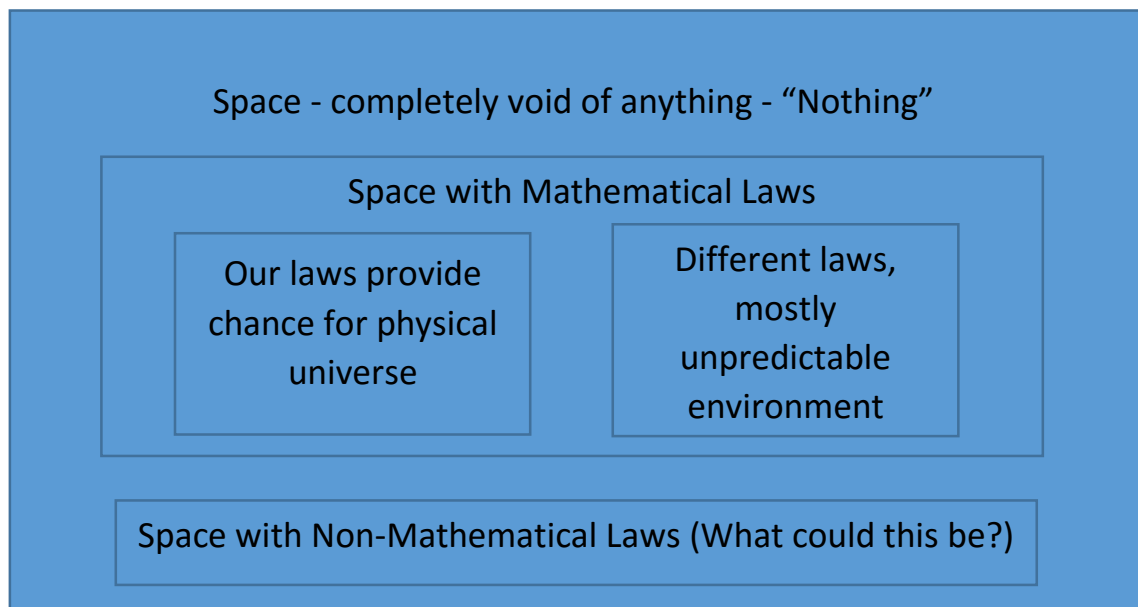 Space - completely void of anything - “Nothing”
Space with Mathematical Laws
Our laws provide
chance for physical
universe
Different laws,
mostly
unpredictable
environment
Space with Non-Mathematical Laws (What could this be?)